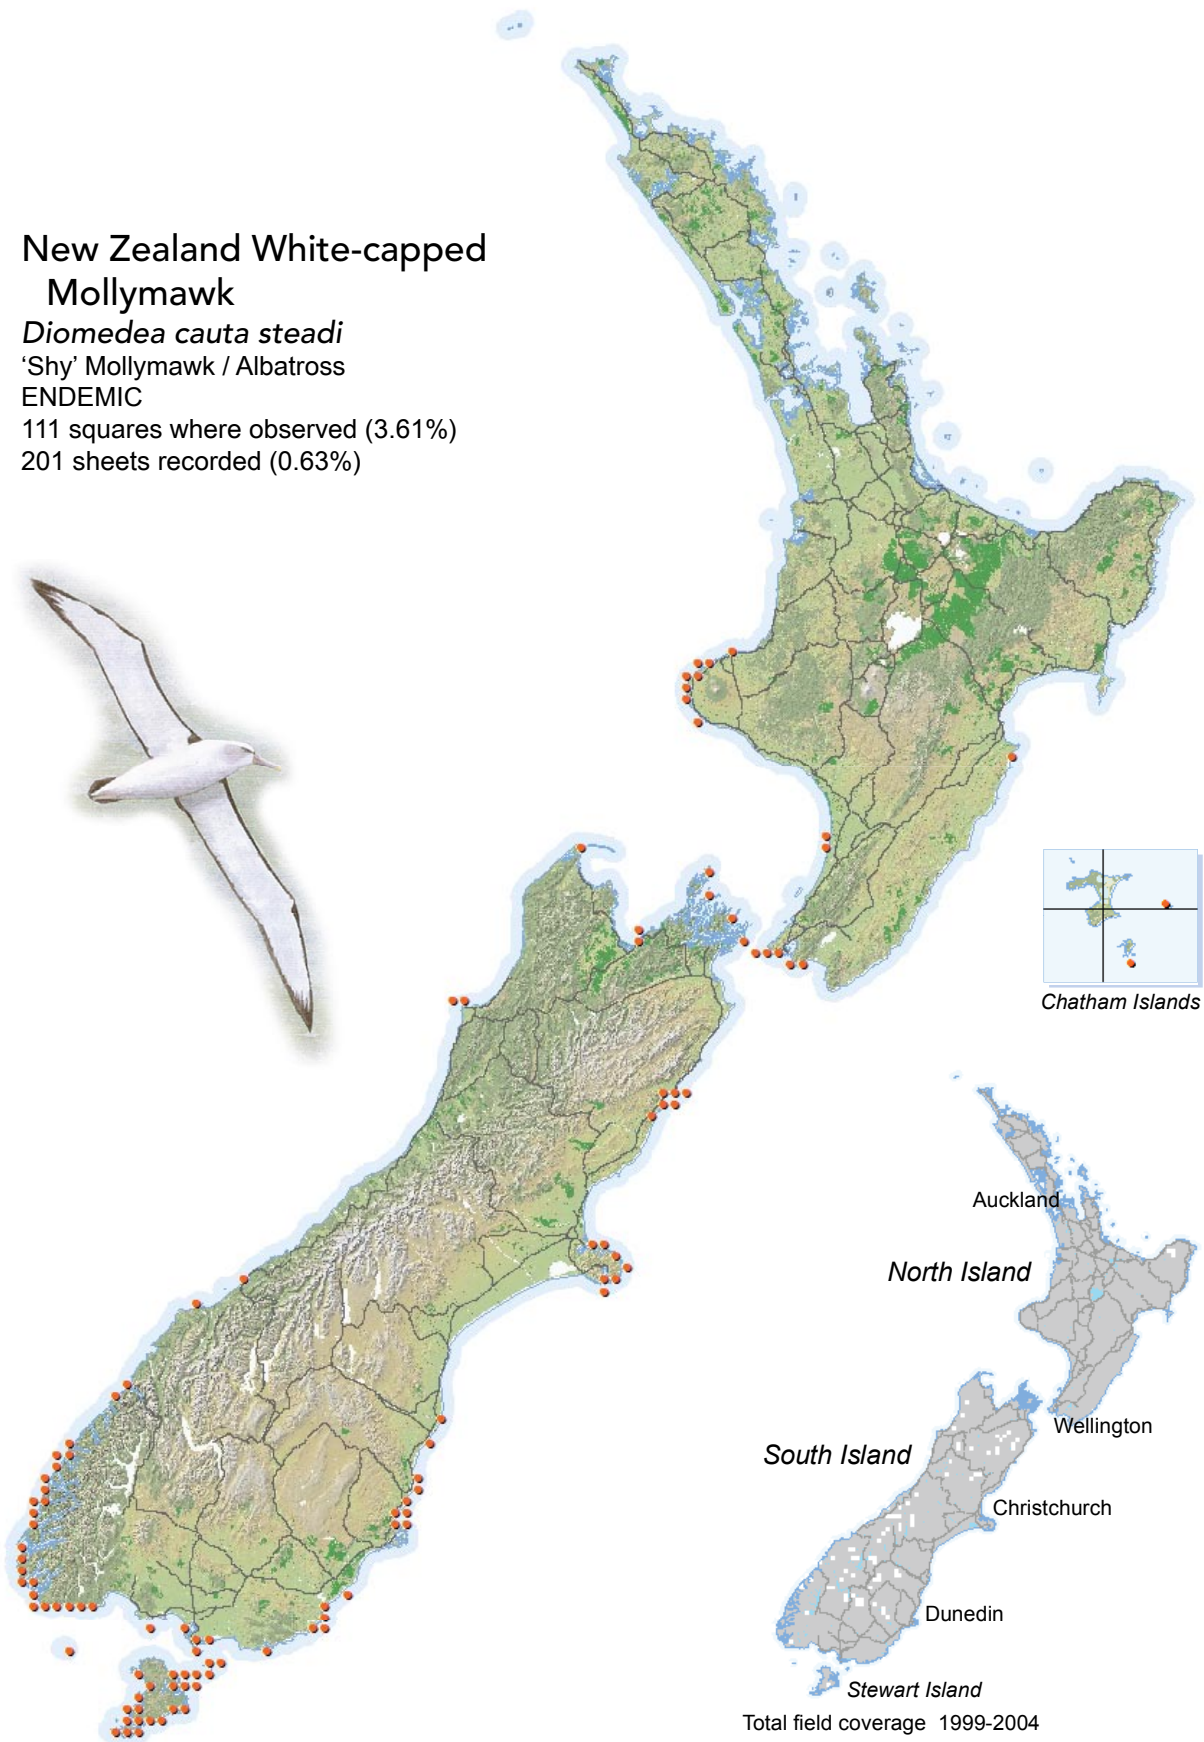 New Zealand White-capped
Mollymawk
Diomedea cauta steadi
‘Shy’ Mollymawk / Albatross
ENDEMIC
111 squares where observed (3.61%)
201 sheets recorded (0.63%)
Chatham Islands
Auckland
North Island
Wellington
South Island
Christchurch
Dunedin
Stewart Island
Total field coverage 1999-2004